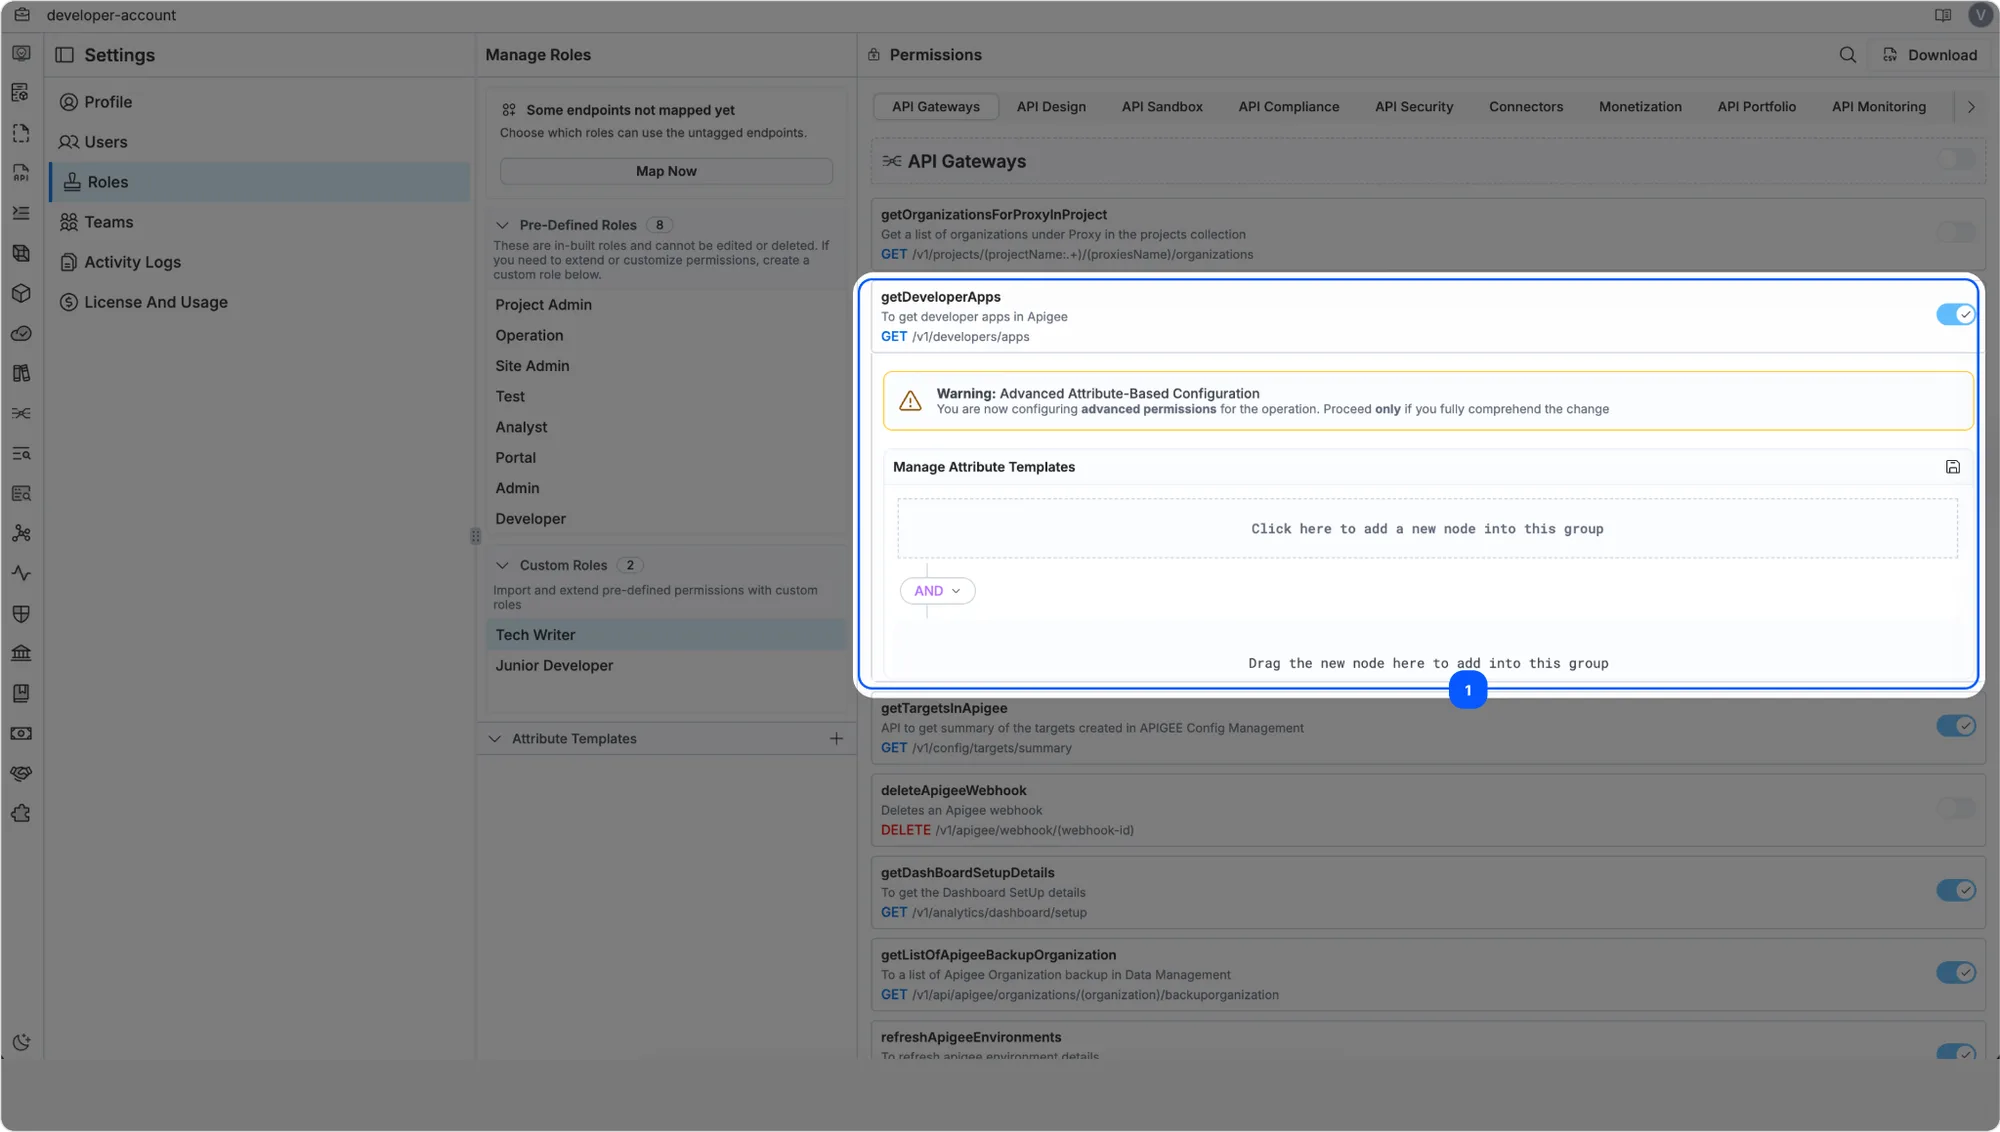 developer-account
V
Settings
Profile
Users
Roles
Teams
Activity Logs
License And Usage
API
Manage Roles
Some endpoints not mapped yet
Choose which roles can use the untagged endpoints.
Map Now
Pre-Defined Roles 8
These are in-built roles and cannot be edited or deleted. If
you need to extend or customize permissions, create a
custom role below.
Project Admin
Operation
Site Admin
Test
Analyst
Portal
Admin
Developer
Custom Roles 2
Import and extend pre-defined permissions with custom
roles
Tech Writer
Junior Developer
Attribute Templates
Permissions
CSV Download
API Gateways API Design API Sandbox API Compliance API Security Connectors Monetization API Portfolio API Monitoring
API Gateways
getOrganizationsForProxyInProject
Get a list of organizations under Proxy in the projects collection
GET /v1/projects/(projectName:.+)/(proxiesName)/organizations
getDeveloperApps
To get developer apps in Apigee
GET /v1/developers/apps
Warning: Advanced Attribute-Based Configuration
You are now configuring advanced permissions for the operation. Proceed only if you fully comprehend the change
Manage Attribute Templates
Click here to add a new node into this group
AND
Drag the new node here to add into this group
1
getTargetsInApigee
API to get summary of the targets created in APIGEE Config Management
GET /v1/config/targets/summary
deleteApigeeWebhook
Deletes an Apigee webhook
DELETE /v1/apigee/webhook/(webhook-id)
getDashBoardSetupDetails
To get the Dashboard SetUp details
GET /v1/analytics/dashboard/setup
getListOfApigeeBackupOrganization
To a list of Apigee Organization backup in Data Management
GET /v1/api/apigee/organizations/(organization)/backuporganization
refreshApigeeEnvironments
To refresh apigee environment details